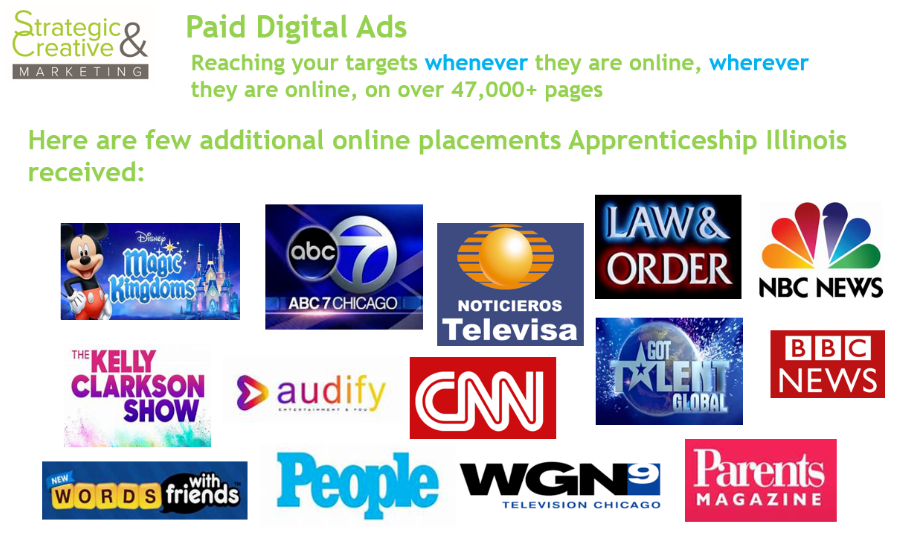 Strategic &
Creative
MARKETING
Paid Digital Ads
Reaching your targets whenever they are online, wherever
they are online, on over 47,000+ pages
Here are few additional online placements Apprenticeship Illinois
received:
Disney
Magic
Kingdoms
abc 7
ABC 7 CHICAGO
NOTICIEROS
Televisa
LAW &
ORDER
NBC NEWS
THE
KELLY
CLARKSON
SHOW
audify
ENTERTAINMENT & YOU
CNN
GOT
TALENT
GLOBAL
BBC
NEWS
NEW
WORDS with
friends
People
WGN 9
TELEVISION CHICAGO
Parents
MAGAZINE